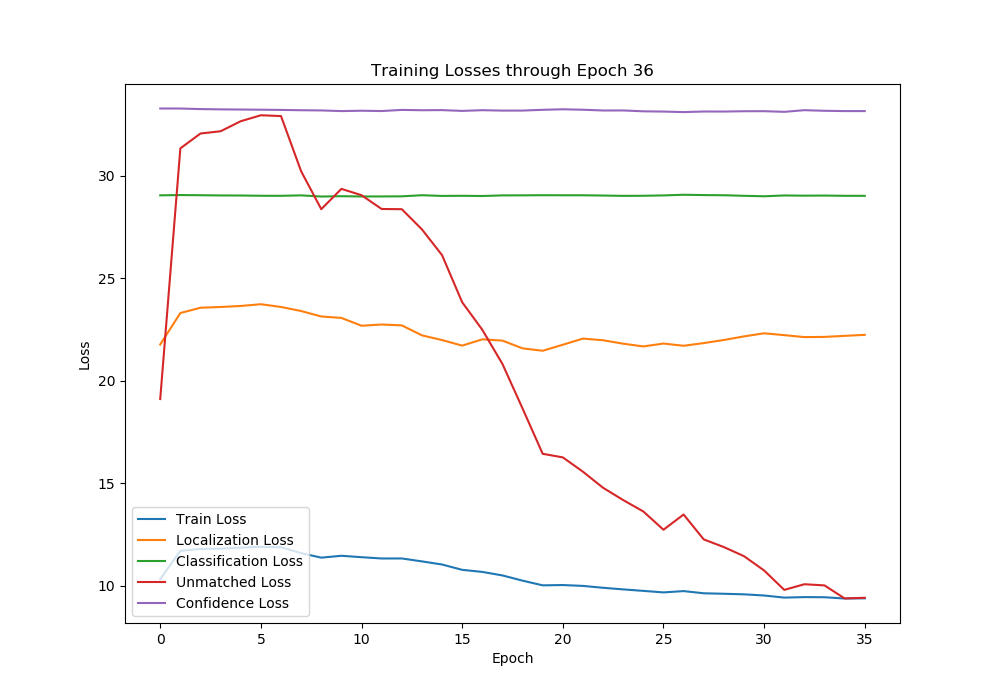 Training Losses through Epoch 36
Loss
30
25
20
15
10
Train Loss
Localization Loss
Classification Loss
Unmatched Loss
Confidence Loss
0 5 10 15 20 25 30 35
Epoch